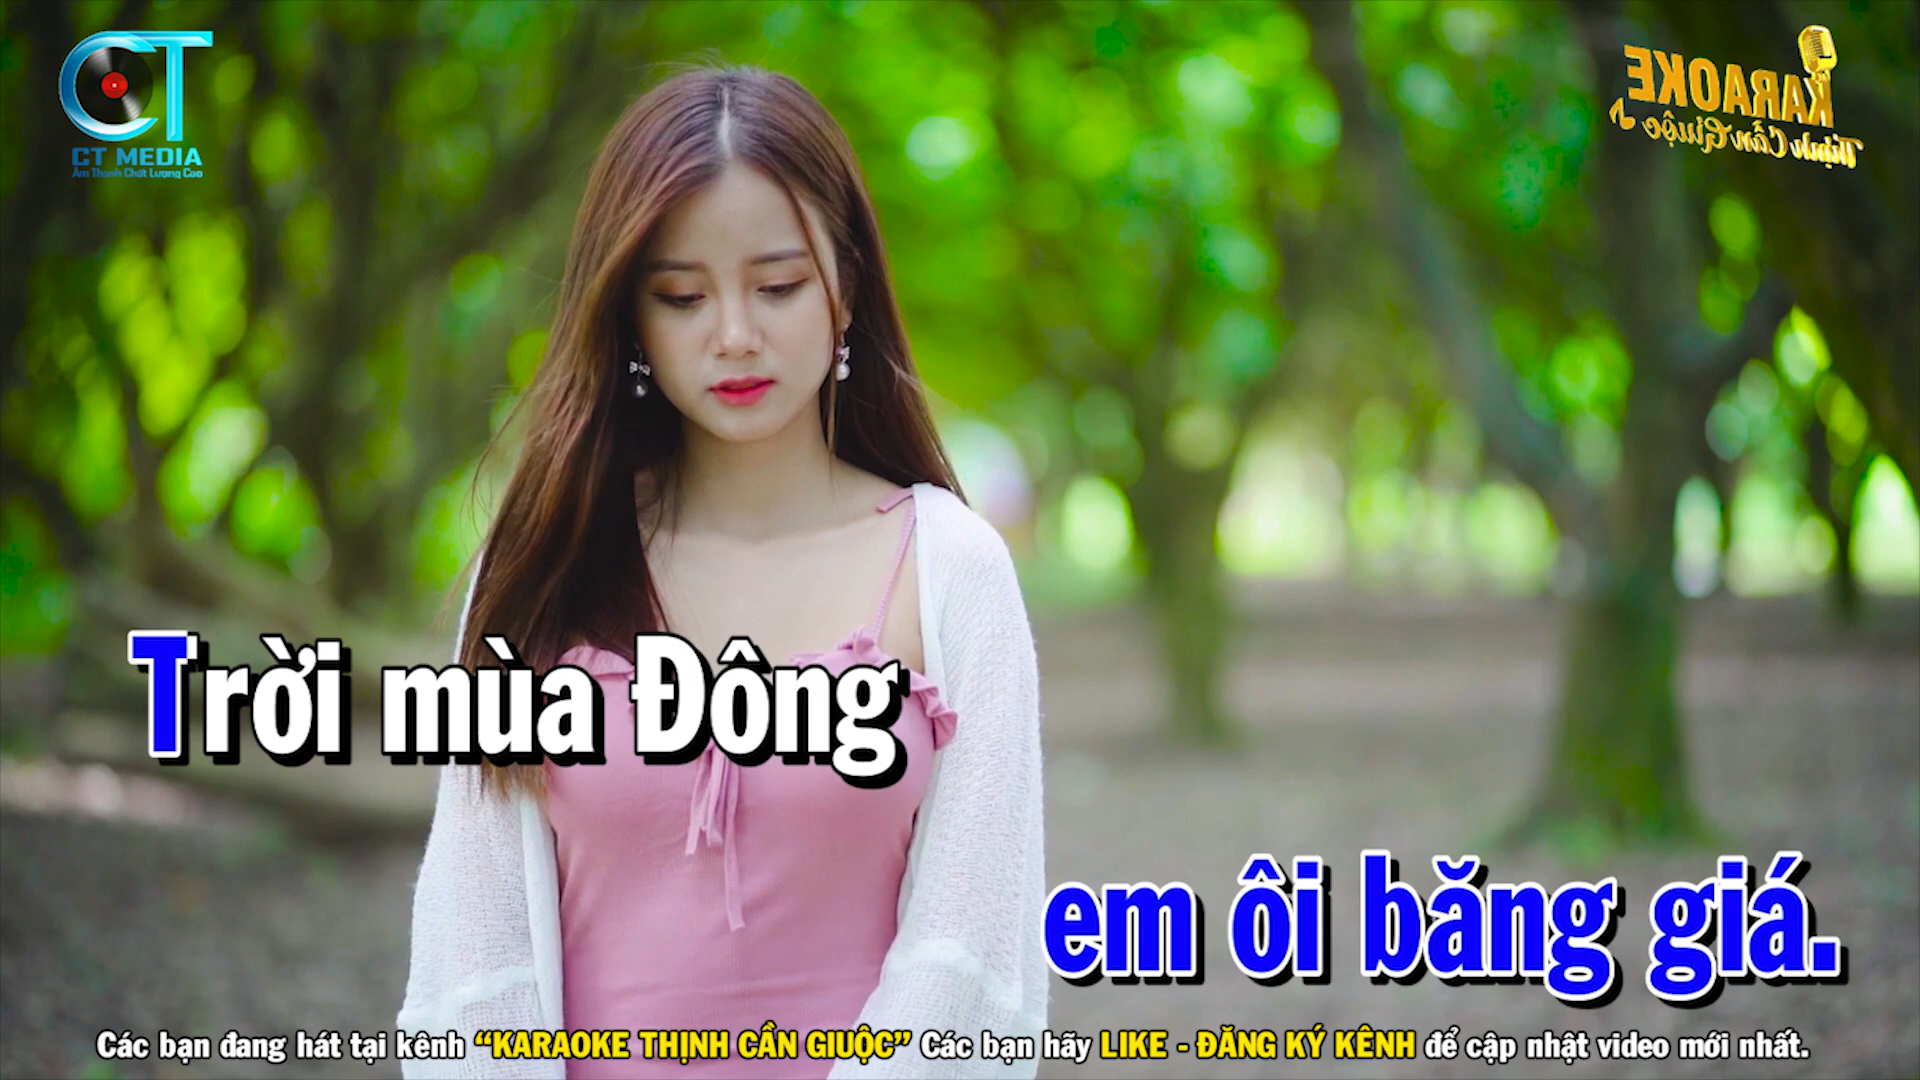 CT
CT MEDIA
Âm Thanh Chất Lượng Cao
KARAOKE
Thịnh Cần Giuộc
Trời mùa Đông
em ôi băng giá.
Các bạn đang hát tại kênh “KARAOKE THỊNH CẦN GIUỘC” Các bạn hãy LIKE - ĐĂNG KÝ KÊNH để cập nhật video mới nhất.